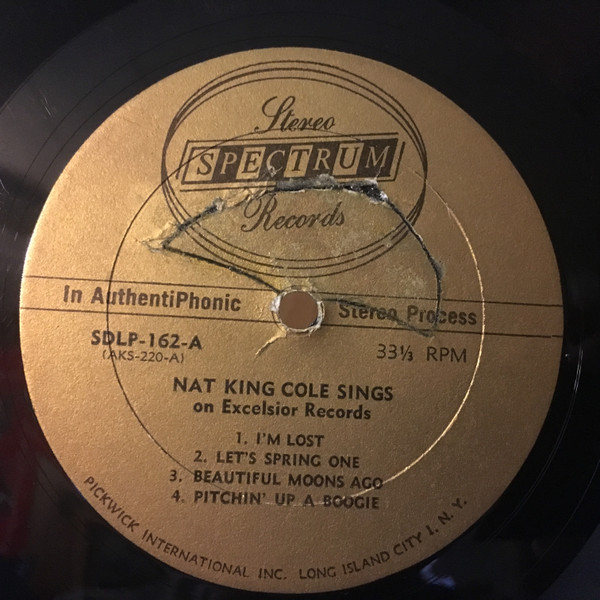 Stereo
SPECTRUM
Records
In AuthentiPhonic Stereo Process
SDLP-162-A
(AKS-220-A)
33⅓ RPM
NAT KING COLE SINGS
on Excelsior Records
1. I'M LOST
2. LET'S SPRING ONE
3. BEAUTIFUL MOONS AGO
4. PITCHIN' UP A BOOGIE
PICKWICK INTERNATIONAL INC. LONG ISLAND CITY 1, N. Y.